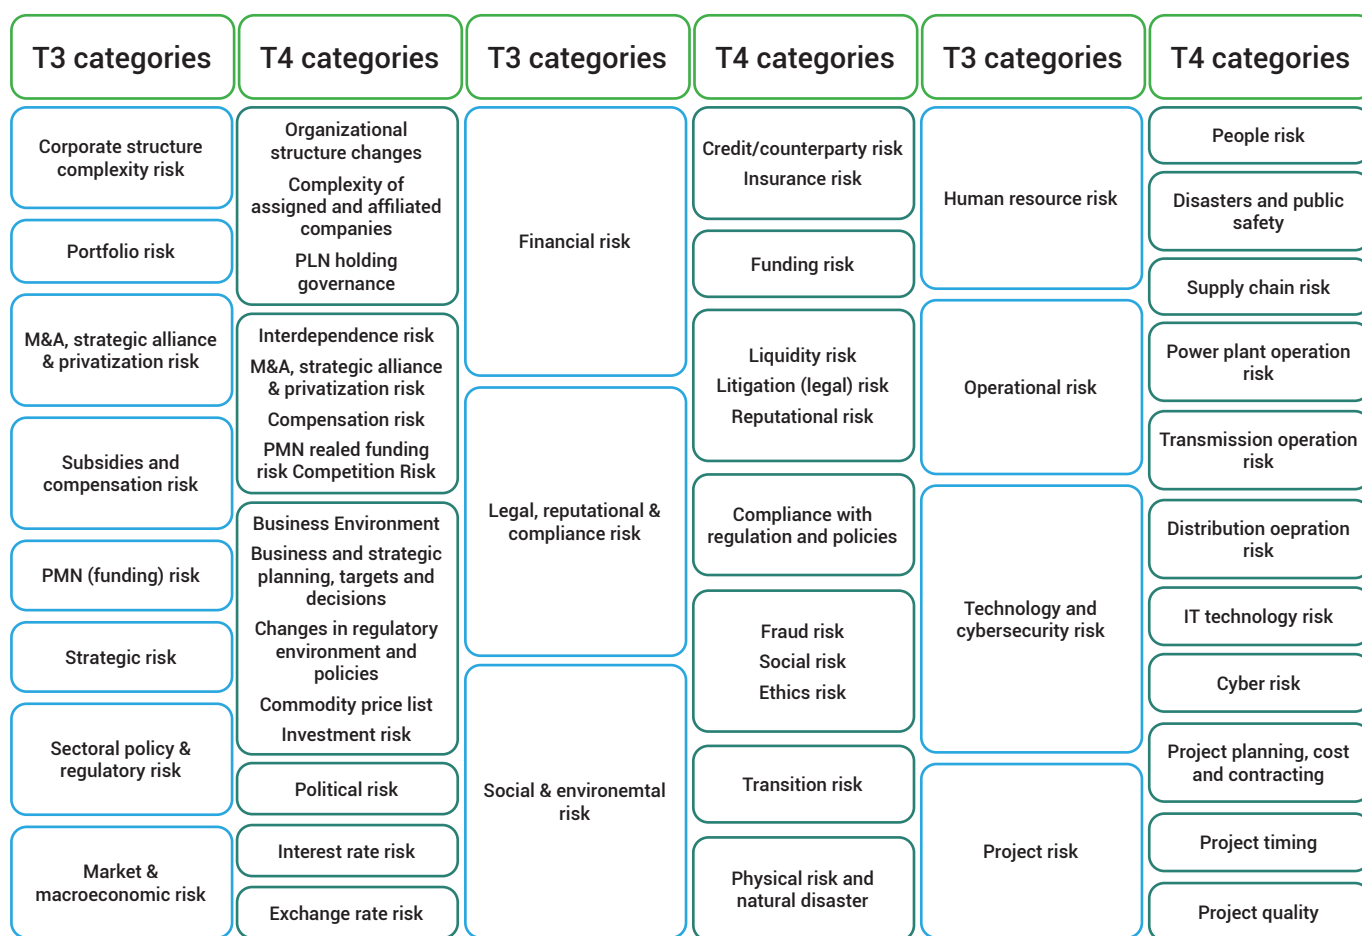 T3 categories
T4 categories
T3 categories
T4 categories
T3 categories
T4 categories
Corporate structure
complexity risk
Portfolio risk
M&A, strategic alliance
& privatization risk
Subsidies and
compensation risk
PMN (funding) risk
Strategic risk
Sectoral policy &
regulatory risk
Market &
macroeconomic risk
Organizational
structure changes
Complexity of
assigned and affiliated
companies
PLN holding
governance
Interdependence risk
M&A, strategic alliance
& privatization risk
Compensation risk
PMN realed funding
risk Competition Risk
Business Environment
Business and strategic
planning, targets and
decisions
Changes in regulatory
environment and
policies
Commodity price list
Investment risk
Political risk
Interest rate risk
Exchange rate risk
Financial risk
Legal, reputational &
compliance risk
Social & environemtal
risk
Credit/counterparty risk
Insurance risk
Funding risk
Liquidity risk
Litigation (legal) risk
Reputational risk
Compliance with
regulation and policies
Fraud risk
Social risk
Ethics risk
Transition risk
Physical risk and
natural disaster
Human resource risk
Operational risk
Technology and
cybersecurity risk
Project risk
People risk
Disasters and public
safety
Supply chain risk
Power plant operation
risk
Transmission operation
risk
Distribution oepration
risk
IT technology risk
Cyber risk
Project planning, cost
and contracting
Project timing
Project quality